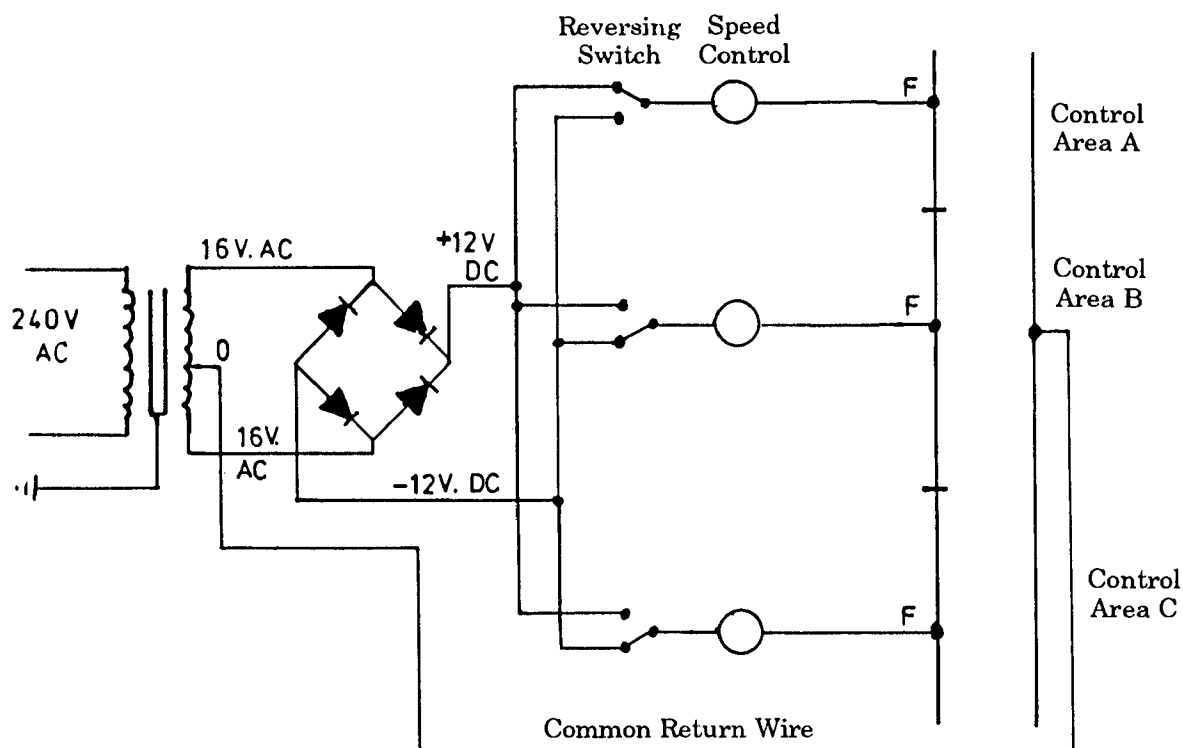 Reversing
Switch
Speed
Control
F
Control
Area A
+12V
DC
16V. AC
240V
AC
0
16V.
AC
-12V. DC
F
Control
Area B
F
Control
Area C
Common Return Wire